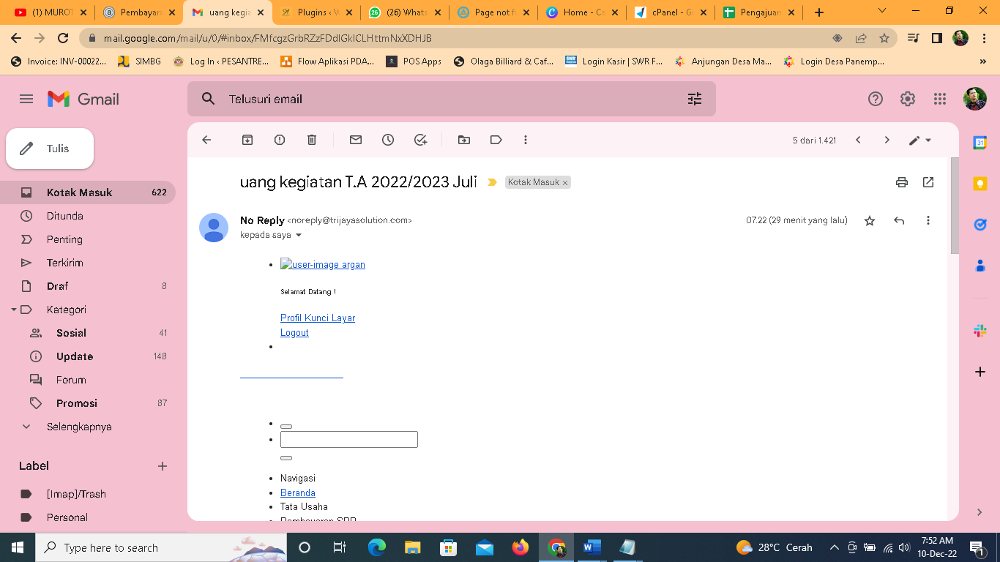 (1) MUROT
Pembayara
uang kegia
Plugins ‹ W
(26) Whats
Page not f
Home - Ca
cPanel - G
Pengajuan
mail.google.com/mail/u/0/#inbox/FMfcgzGrbRZzFDdlGklCLHttmNxXDHJB
Invoice: INV-00022...
SIMBG
Log In ‹ PESANTRE...
Flow Aplikasi PDA...
POS Apps
Olaga Billiard & Caf...
Login Kasir | SWR F...
Anjungan Desa Ma...
Login Desa Panemp...
»
Gmail
Telusuri email
Tulis
5 dari 1.421
Kotak Masuk 622
Ditunda
Penting
Terkirim
Draf 8
Kategori
Sosial 41
Update 148
Forum
Promosi 87
Selengkapnya
Label
[Imap]/Trash
Personal
uang kegiatan T.A 2022/2023 Juli
Kotak Masuk ×
No Reply <noreply@trijayasolution.com>
07.22 (29 menit yang lalu)
kepada saya
user-image argan
Selamat Datang !
Profil Kunci Layar
Logout
Navigasi
Beranda
Tata Usaha
Pembayaran SPP
31
Type here to search
28°C Cerah
7:52 AM
10-Dec-22
1